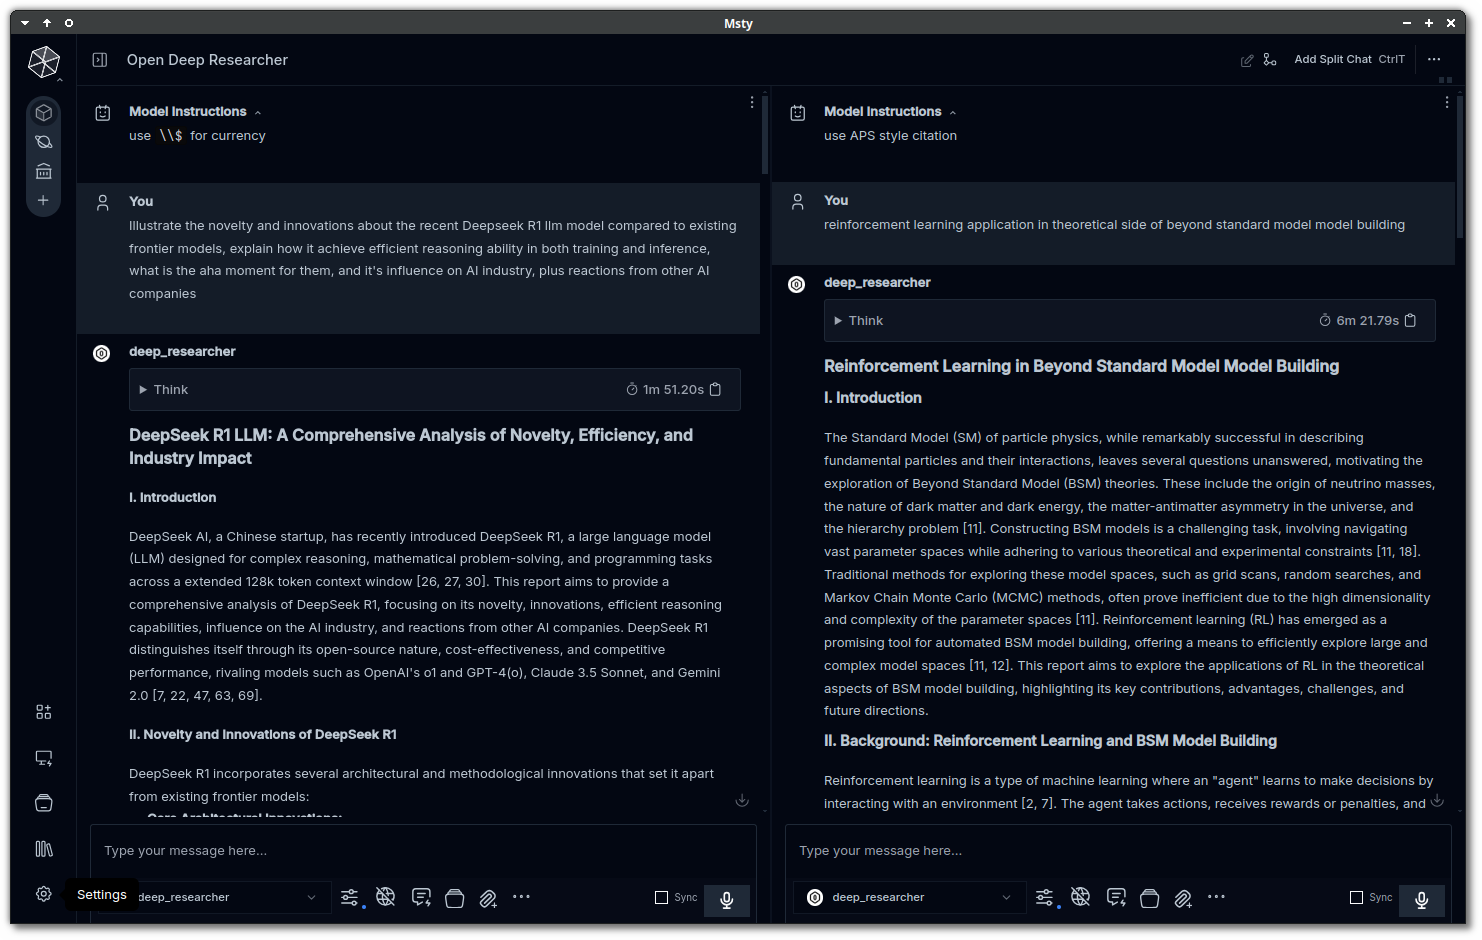 Msty
Open Deep Researcher
Add Split Chat CtrlT
Model Instructions
use \\$ for currency
You
Illustrate the novelty and innovations about the recent Deepseek R1 llm model compared to existing
frontier models, explain how it achieve efficient reasoning ability in both training and inference,
what is the aha moment for them, and it's influence on AI industry, plus reactions from other AI
companies
deep_researcher
Think
1m 51.20s
DeepSeek R1 LLM: A Comprehensive Analysis of Novelty, Efficiency, and
Industry Impact
I. Introduction
DeepSeek AI, a Chinese startup, has recently introduced DeepSeek R1, a large language model
(LLM) designed for complex reasoning, mathematical problem-solving, and programming tasks
across a extended 128k token context window [26, 27, 30]. This report aims to provide a
comprehensive analysis of DeepSeek R1, focusing on its novelty, innovations, efficient reasoning
capabilities, influence on the AI industry, and reactions from other AI companies. DeepSeek R1
distinguishes itself through its open-source nature, cost-effectiveness, and competitive
performance, rivaling models such as OpenAI's o1 and GPT-4(o), Claude 3.5 Sonnet, and Gemini
2.0 [7, 22, 47, 63, 69].
II. Novelty and Innovations of DeepSeek R1
DeepSeek R1 incorporates several architectural and methodological innovations that set it apart
from existing frontier models:
Core Architectural Innovations:
Type your message here...
Settings
deep_researcher
Sync
Model Instructions
use APS style citation
You
reinforcement learning application in theoretical side of beyond standard model model building
deep_researcher
Think
6m 21.79s
Reinforcement Learning in Beyond Standard Model Model Building
I. Introduction
The Standard Model (SM) of particle physics, while remarkably successful in describing
fundamental particles and their interactions, leaves several questions unanswered, motivating the
exploration of Beyond Standard Model (BSM) theories. These include the origin of neutrino masses,
the nature of dark matter and dark energy, the matter-antimatter asymmetry in the universe, and
the hierarchy problem [11]. Constructing BSM models is a challenging task, involving navigating
vast parameter spaces while adhering to various theoretical and experimental constraints [11, 18].
Traditional methods for exploring these model spaces, such as grid scans, random searches, and
Markov Chain Monte Carlo (MCMC) methods, often prove inefficient due to the high dimensionality
and complexity of the parameter spaces [11]. Reinforcement learning (RL) has emerged as a
promising tool for automated BSM model building, offering a means to efficiently explore large and
complex model spaces [11, 12]. This report aims to explore the applications of RL in the theoretical
aspects of BSM model building, highlighting its key contributions, advantages, challenges, and
future directions.
II. Background: Reinforcement Learning and BSM Model Building
Reinforcement learning is a type of machine learning where an "agent" learns to make decisions by
interacting with an environment [2, 7]. The agent takes actions, receives rewards or penalties, and
Type your message here...
deep_researcher
Sync